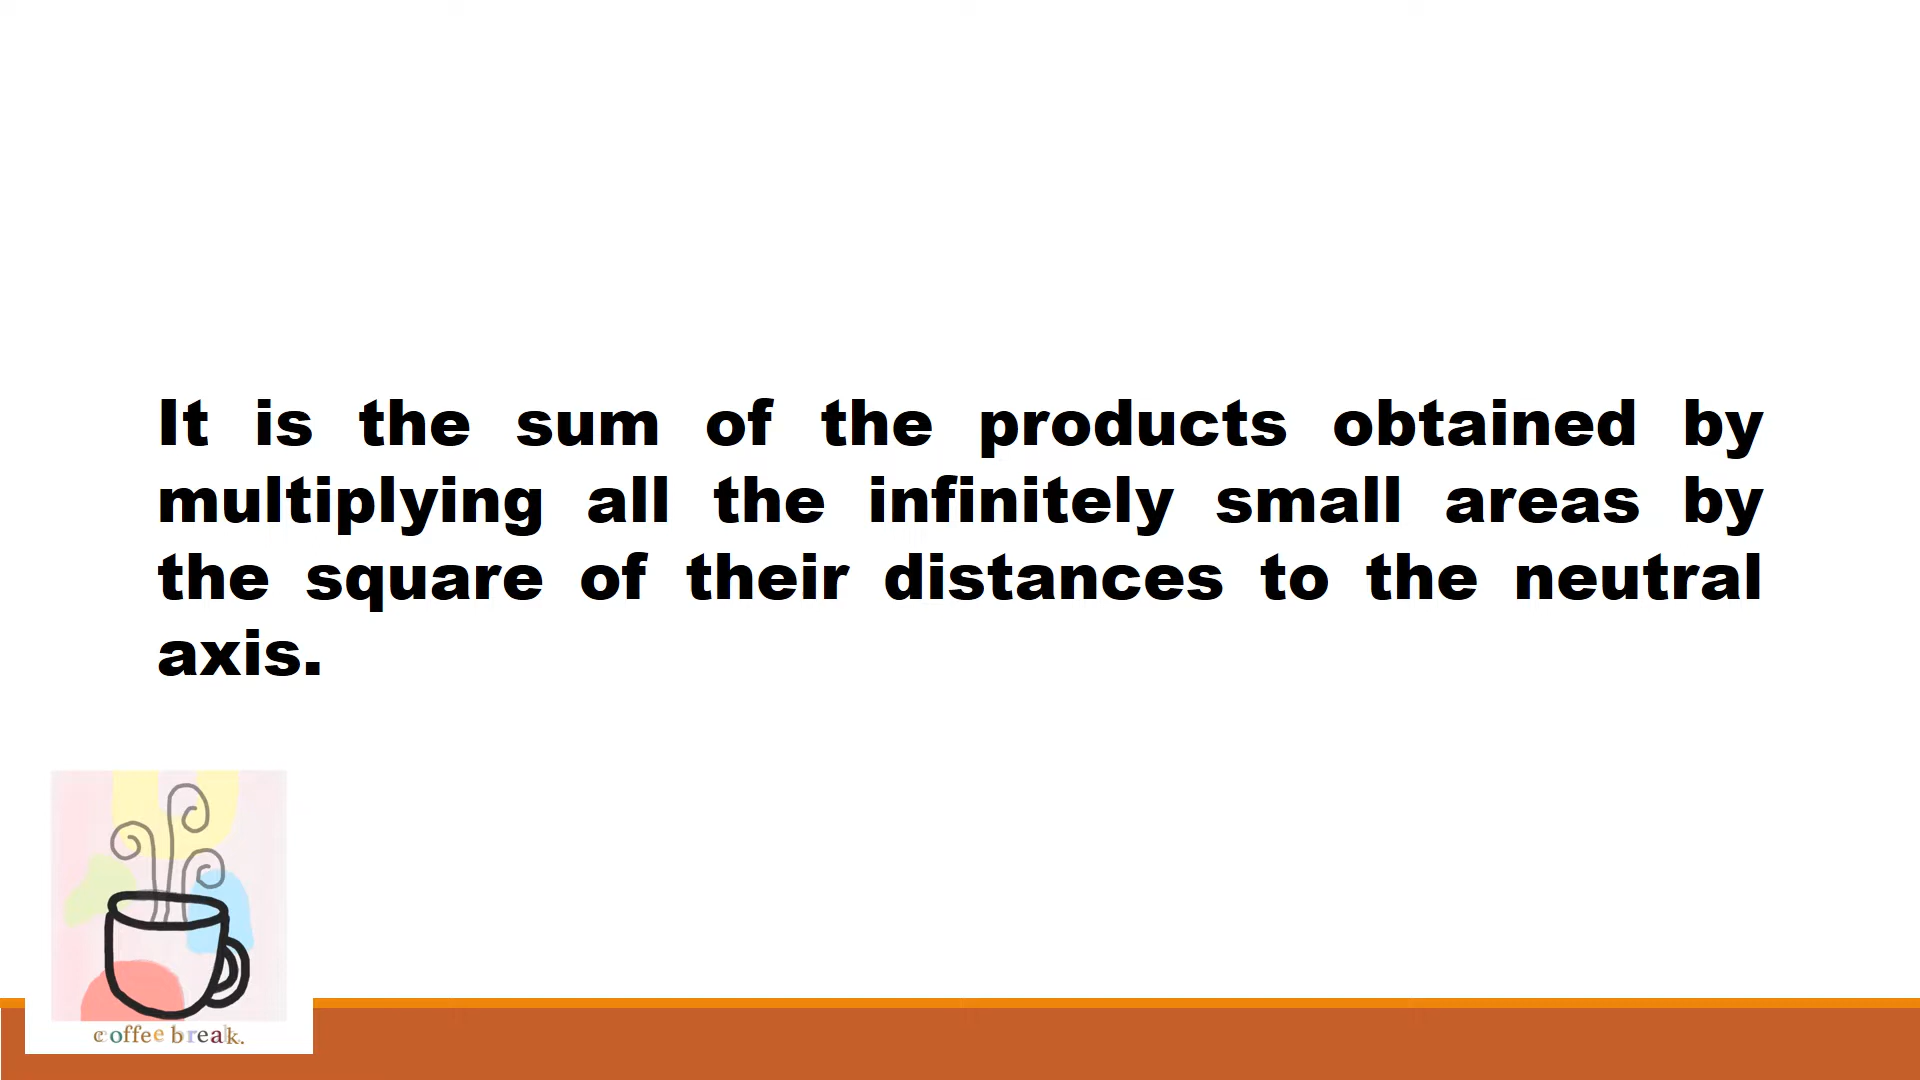 It is the sum of the products obtained by
multiplying all the infinitely small areas by
the square of their distances to the neutral
axis.
coffee break.